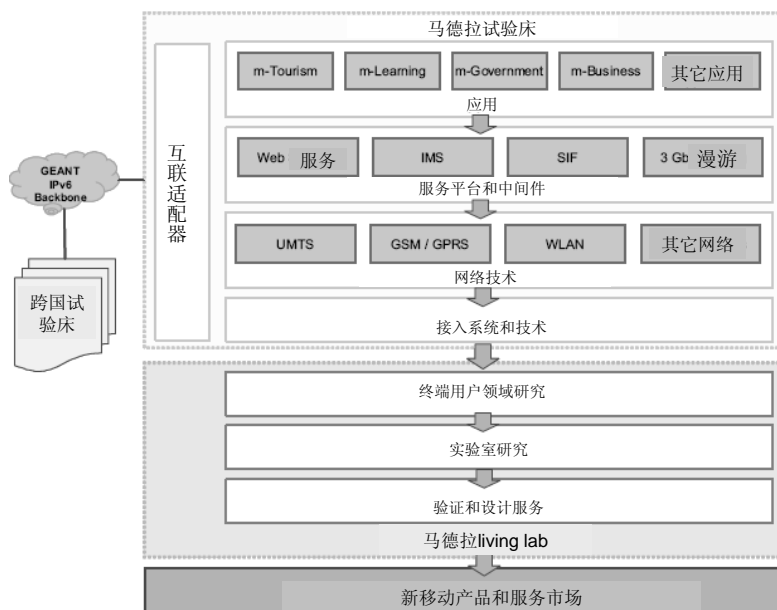 马德拉试验床
m-Tourism
m-Learning
m-Government
m-Business
其它应用
应用
互联适配器
GEANT
IPv6
Backbone
跨国试
验床
Web 服务
IMS
SIF
3 Gb 漫游
服务平台和中间件
UMTS
GSM / GPRS
WLAN
其它网络
网络技术
接入系统和技术
终端用户领域研究
实验室研究
验证和设计服务
马德拉living lab
新移动产品和服务市场